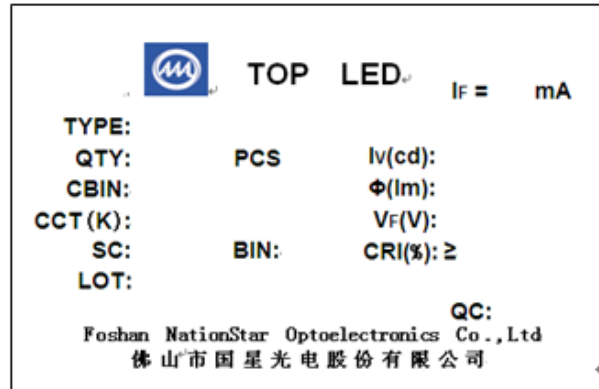 TOP LED
IF = mA
TYPE:
QTY: PCS IV(cd):
CBIN: Φ(lm):
CCT(K): VF(V):
SC: BIN: CRI(%): ≥
LOT:
QC:
Foshan NationStar Optoelectronics Co.,Ltd
佛山市国星光电股份有限公司